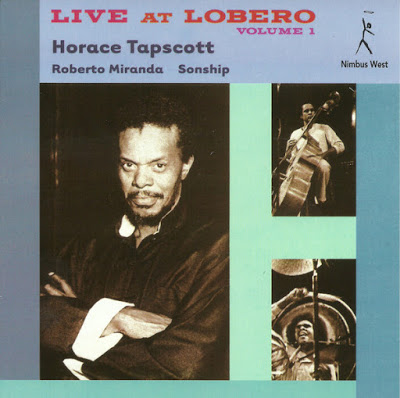 LIVE AT LOBERO
VOLUME 1
Horace Tapscott
Roberto Miranda Sonship
Nimbus West